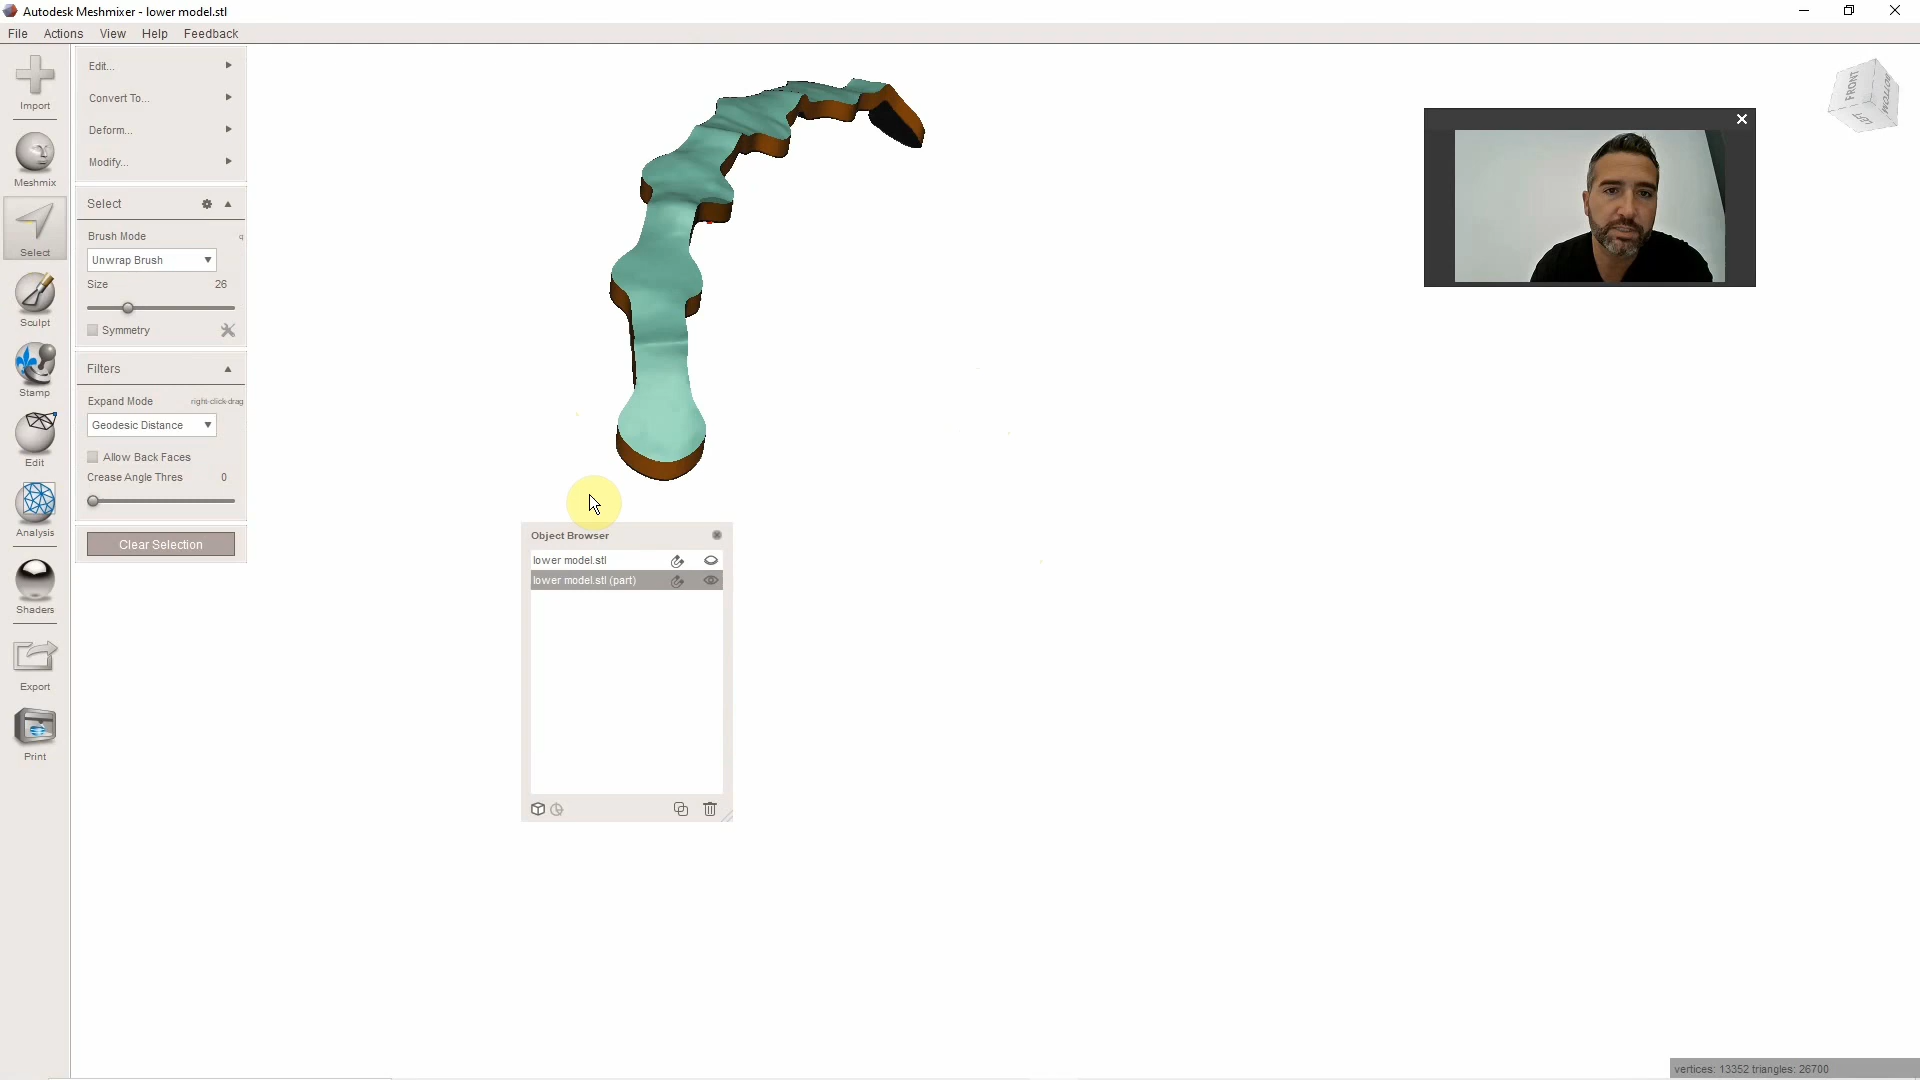 Autodesk Meshmixer - lower model.stl
File Actions View Help Feedback
Import
Meshmix
Select
Sculpt
Stamp
Edit
Analysis
Shaders
Export
Print
Edit...
Convert To...
Deform...
Modify...
Select
Brush Mode q
Unwrap Brush
Size 26
Symmetry
Filters
Expand Mode right-click-drag
Geodesic Distance
Allow Back Faces
Crease Angle Thres 0
Clear Selection
Object Browser
lower model.stl
lower model.stl (part)
FRONT
BOTTOM
LEFT
vertices: 13352 triangles: 26700